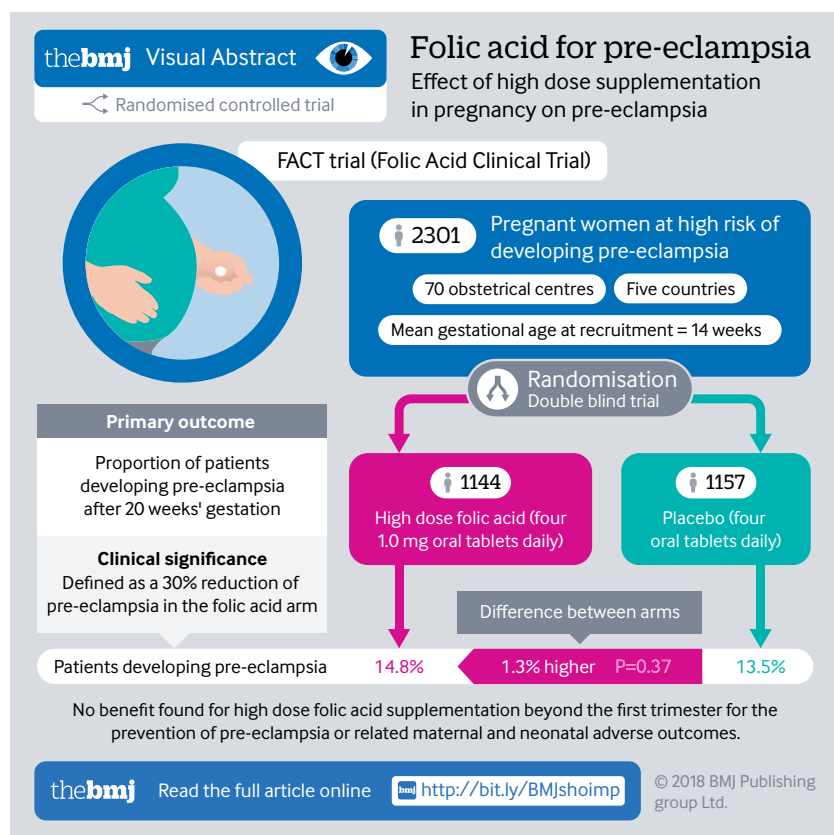 thebmj Visual Abstract
Randomised controlled trial
Folic acid for pre-eclampsia
Effect of high dose supplementation
in pregnancy on pre-eclampsia
FACT trial (Folic Acid Clinical Trial)
2301
Pregnant women at high risk of
developing pre-eclampsia
70 obstetrical centres
Five countries
Mean gestational age at recruitment = 14 weeks
Randomisation
Double blind trial
Primary outcome
Proportion of patients
developing pre-eclampsia
after 20 weeks' gestation
Clinical significance
Defined as a 30% reduction of
pre-eclampsia in the folic acid arm
1144
High dose folic acid (four
1.0 mg oral tablets daily)
1157
Placebo (four
oral tablets daily)
Difference between arms
Patients developing pre-eclampsia 14.8% 1.3% higher P=0.37 13.5%
No benefit found for high dose folic acid supplementation beyond the first trimester for the
prevention of pre-eclampsia or related maternal and neonatal adverse outcomes.
thebmj Read the full article online bmj http://bit.ly/BMJshoimp
© 2018 BMJ Publishing
group Ltd.